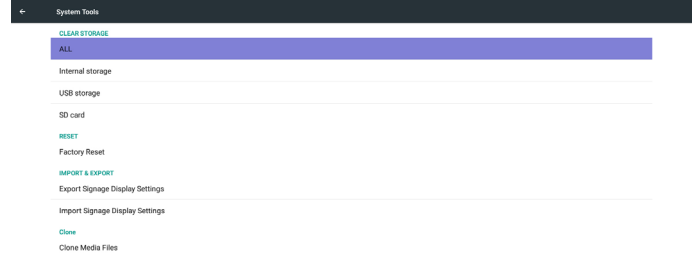 System Tools
CLEAR STORAGE
ALL
Internal storage
USB storage
SD card
RESET
Factory Reset
IMPORT & EXPORT
Export Signage Display Settings
Import Signage Display Settings
Clone
Clone Media Files